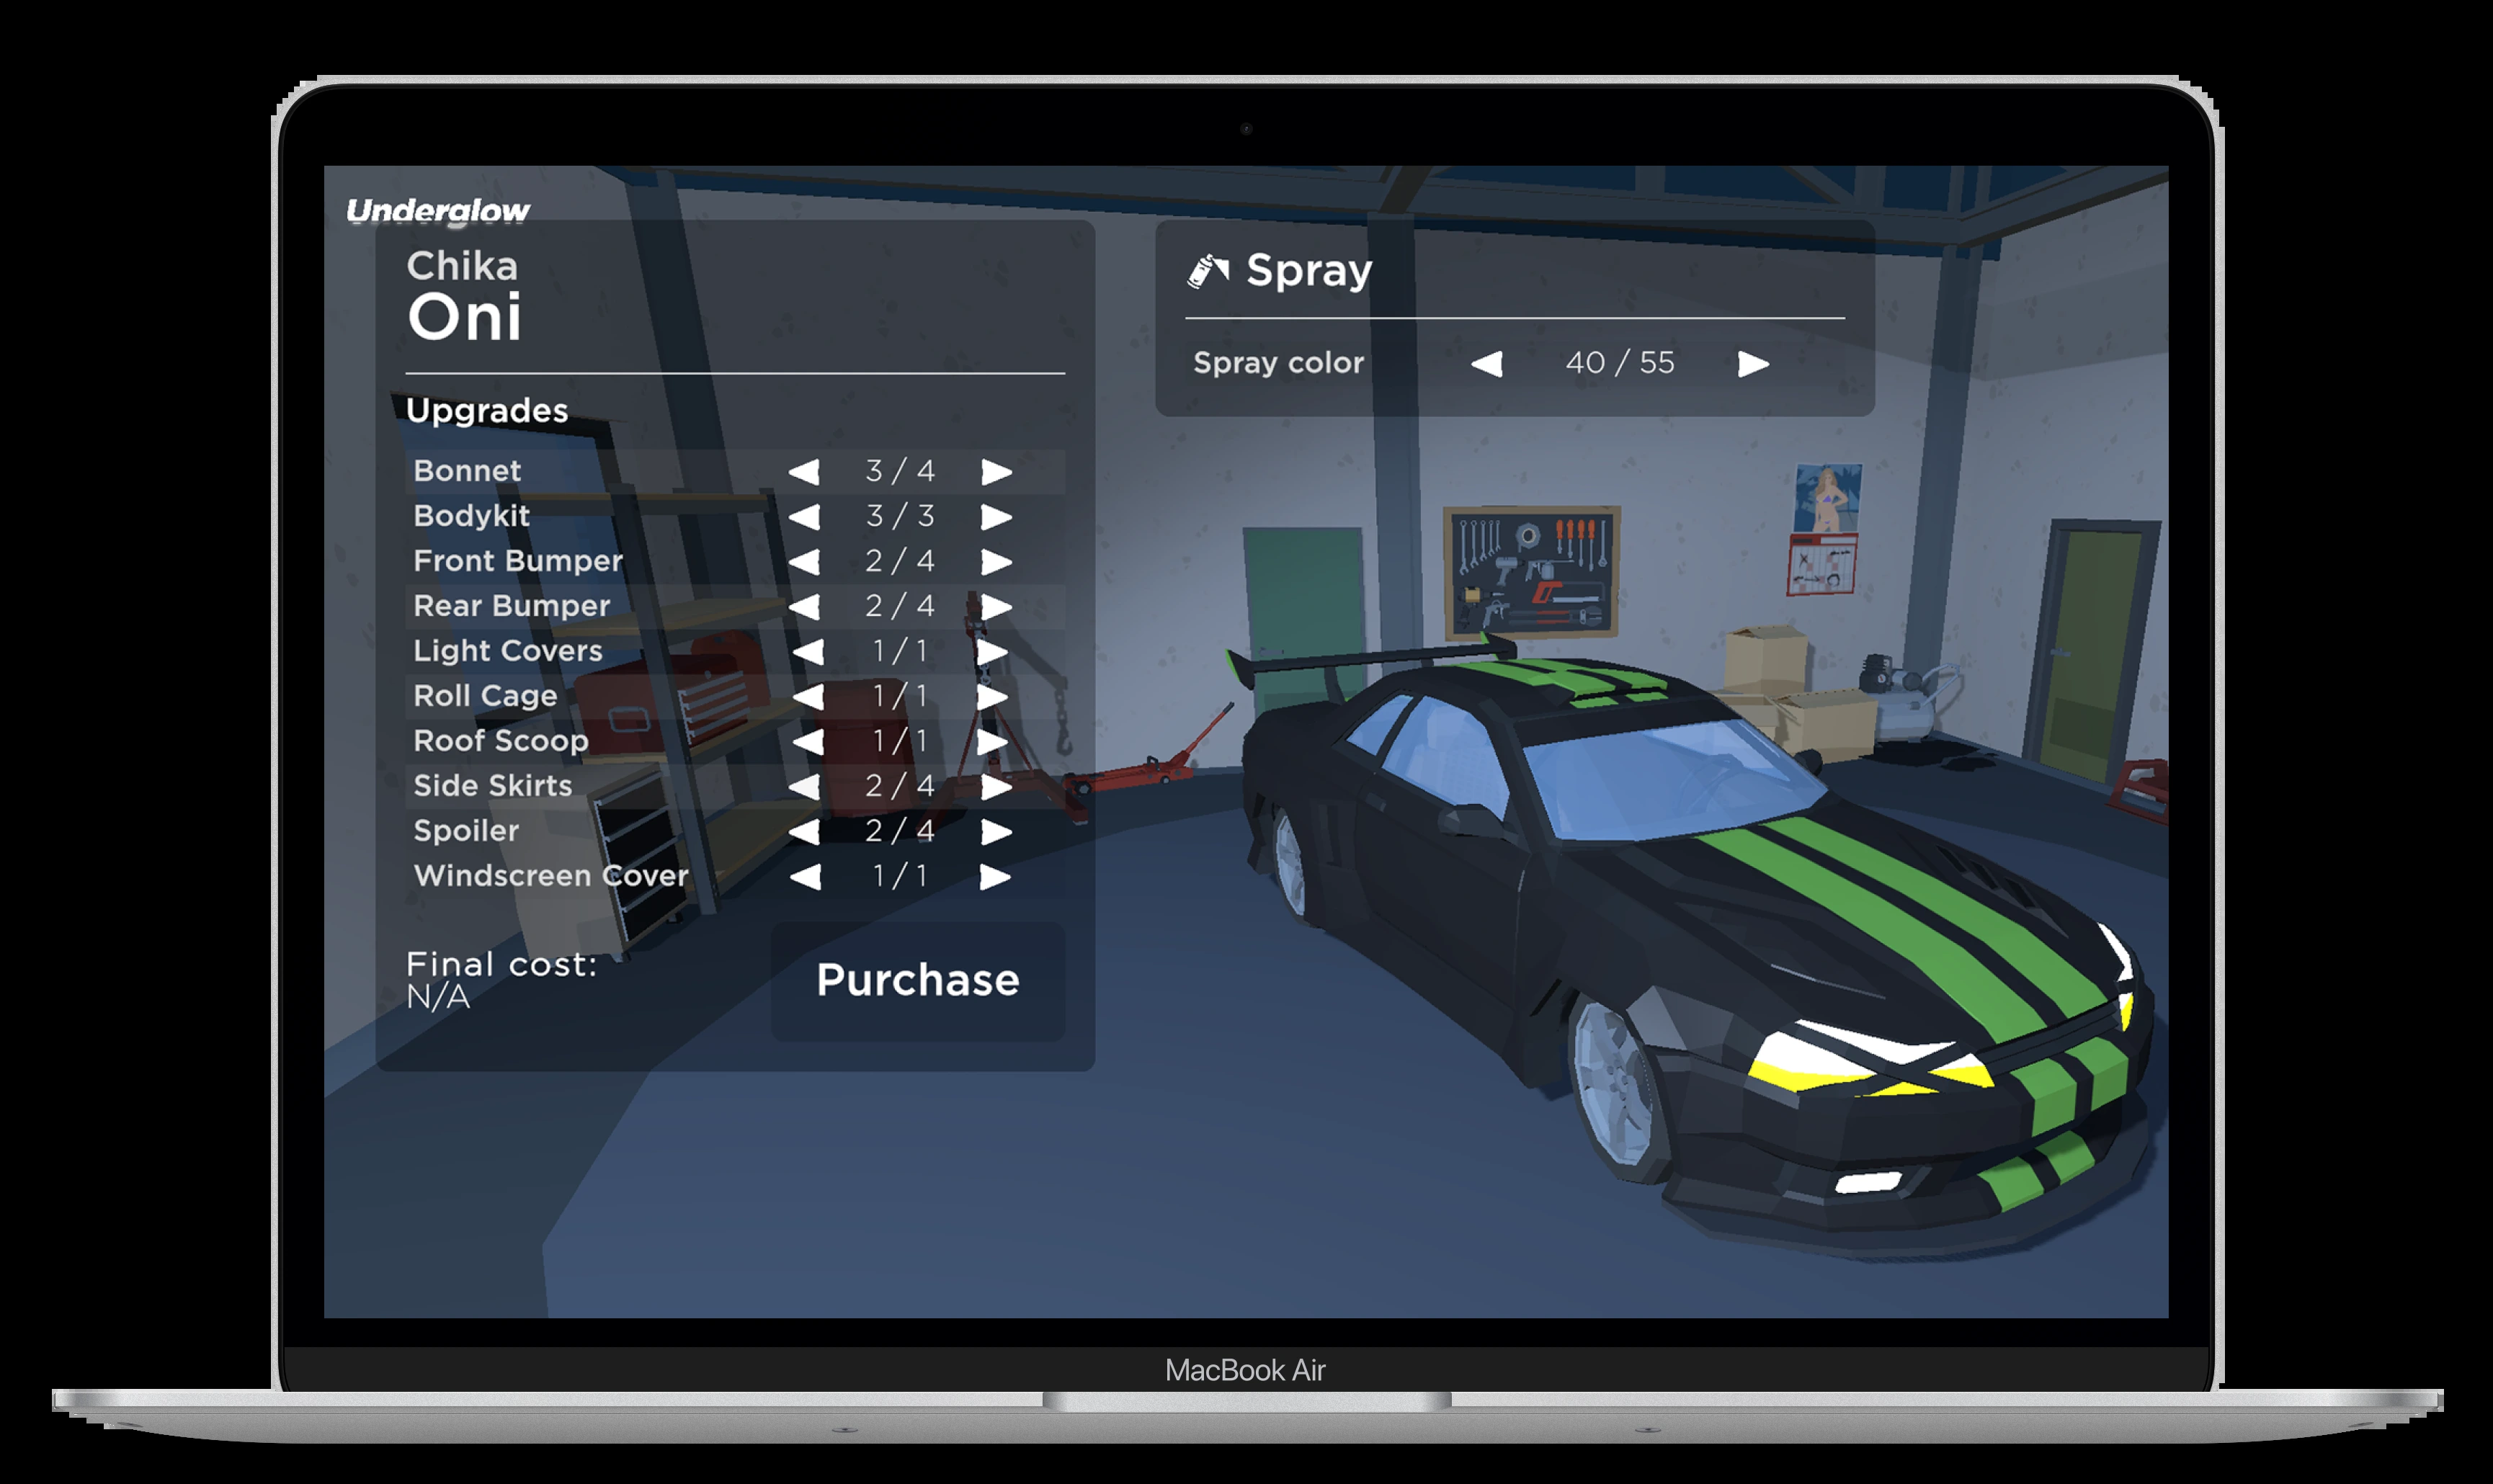 Underglow
Chika
Oni
Upgrades
Bonnet 3 / 4
Bodykit 3 / 3
Front Bumper 2 / 4
Rear Bumper 2 / 4
Light Covers 1 / 1
Roll Cage 1 / 1
Roof Scoop 1 / 1
Side Skirts 2 / 4
Spoiler 2 / 4
Windscreen Cover 1 / 1
Final cost:
N/A
Purchase
Spray
Spray color 40 / 55
MacBook Air